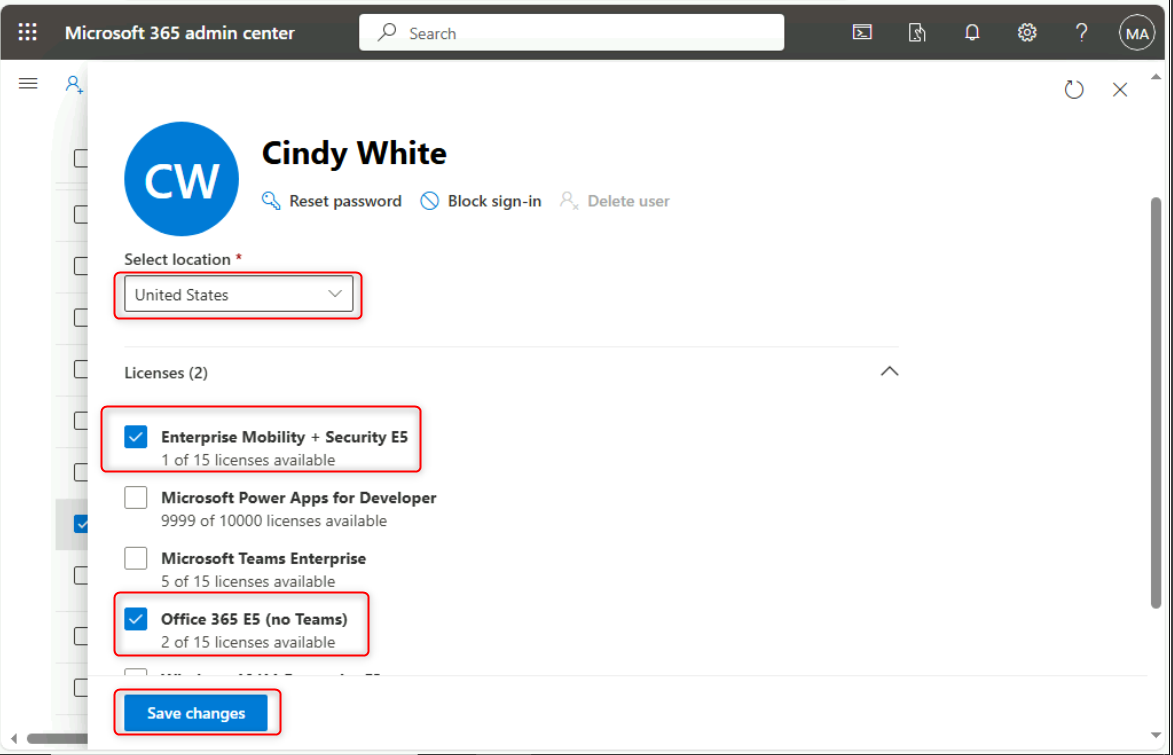 Microsoft 365 admin center
Search
MA
CW
Cindy White
Reset password Block sign-in Delete user
Select location *
United States
Licenses (2)
Enterprise Mobility + Security E5
1 of 15 licenses available
Microsoft Power Apps for Developer
9999 of 10000 licenses available
Microsoft Teams Enterprise
5 of 15 licenses available
Office 365 E5 (no Teams)
2 of 15 licenses available
Save changes